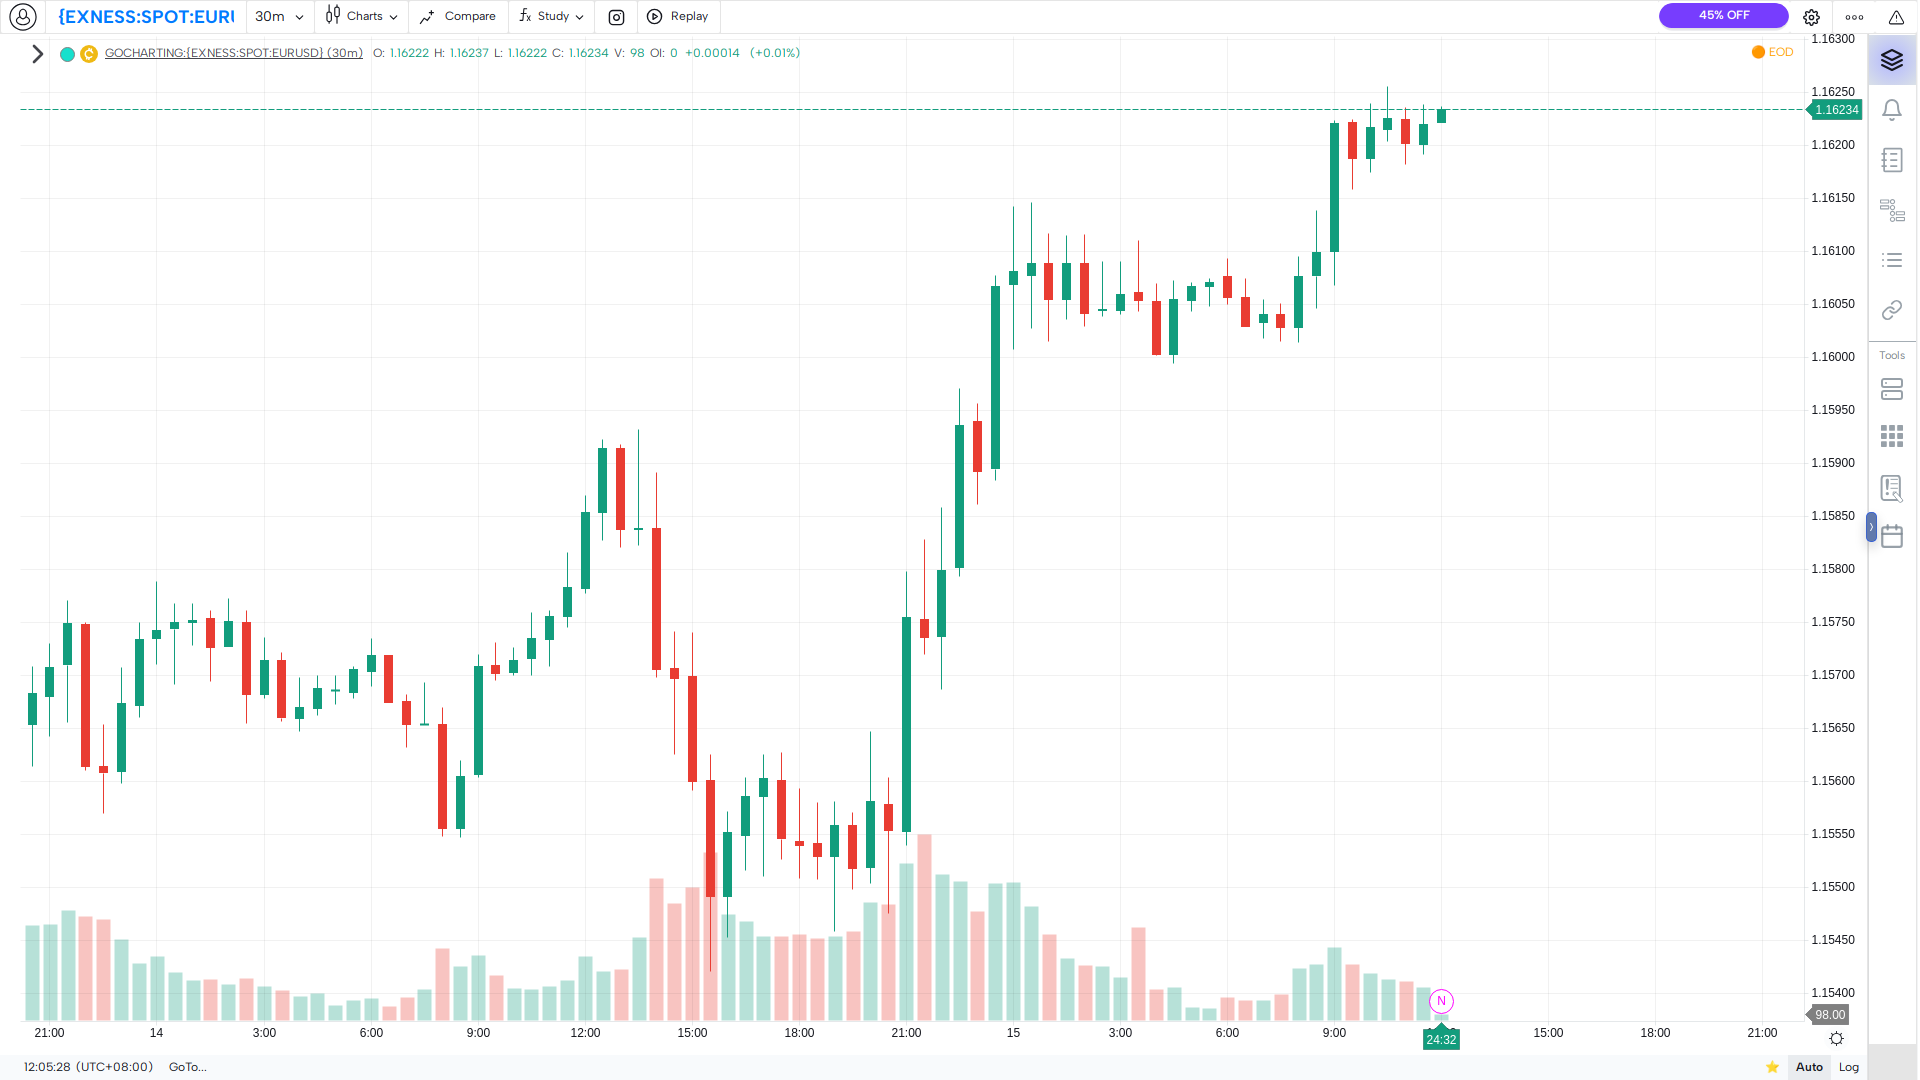 {EXNESS:SPOT:EURU
30m
Charts
Compare
Study
Replay
45% OFF
GOCHARTING:{EXNESS:SPOT:EURUSD} (30m) O: 1.16222 H: 1.16237 L: 1.16222 C: 1.16234 V: 98 OI: 0 +0.00014 (+0.01%)
EOD
1.16300
1.16250
1.16234
1.16200
1.16150
1.16100
1.16050
1.16000
1.15950
1.15900
1.15850
1.15800
1.15750
1.15700
1.15650
1.15600
1.15550
1.15500
1.15450
1.15400
98.00
Tools
N
21:00 14 3:00 6:00 9:00 12:00 15:00 18:00 21:00 15 3:00 6:00 9:00 15:00 18:00 21:00
24:32
12:05:28 (UTC+08:00) GoTo...
Auto Log